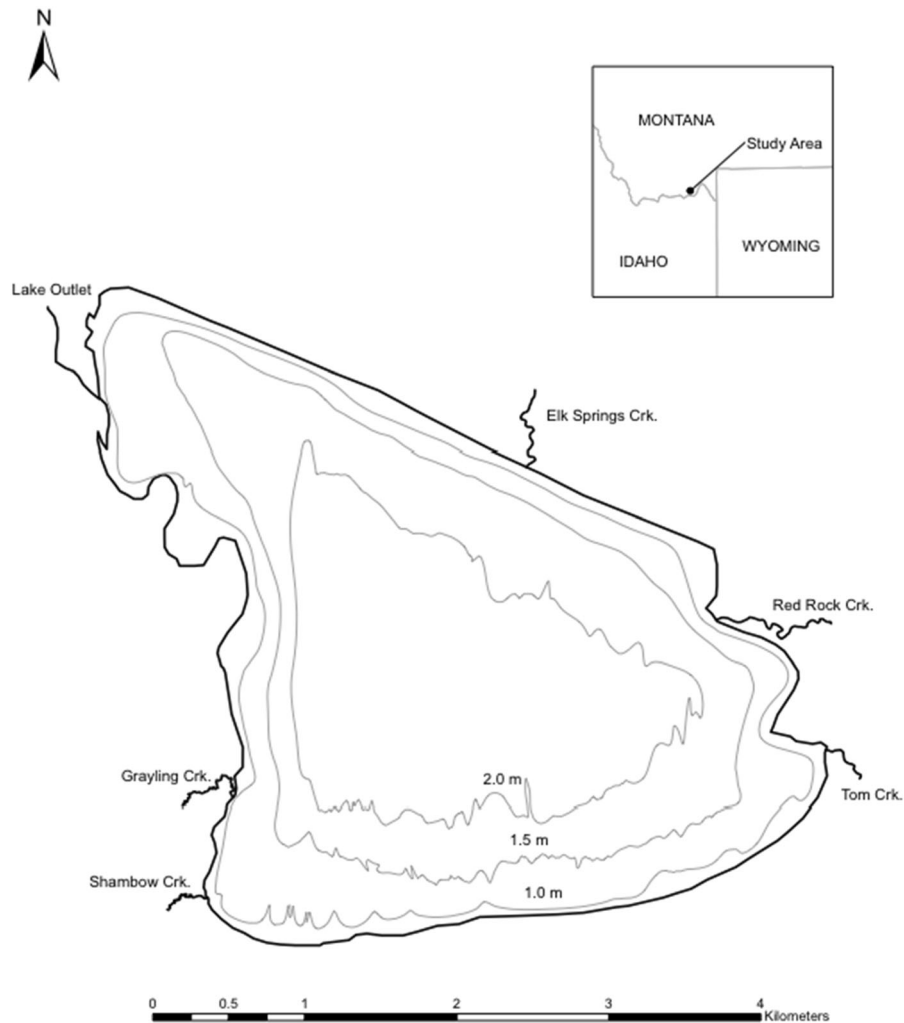 N
MONTANA
Study Area
IDAHO
WYOMING
Lake Outlet
Elk Springs Crk.
Red Rock Crk.
Grayling Crk.
Tom Crk.
2.0 m
1.5 m
Shambow Crk.
1.0 m
0 0.5 1 2 3 4
Kilometers